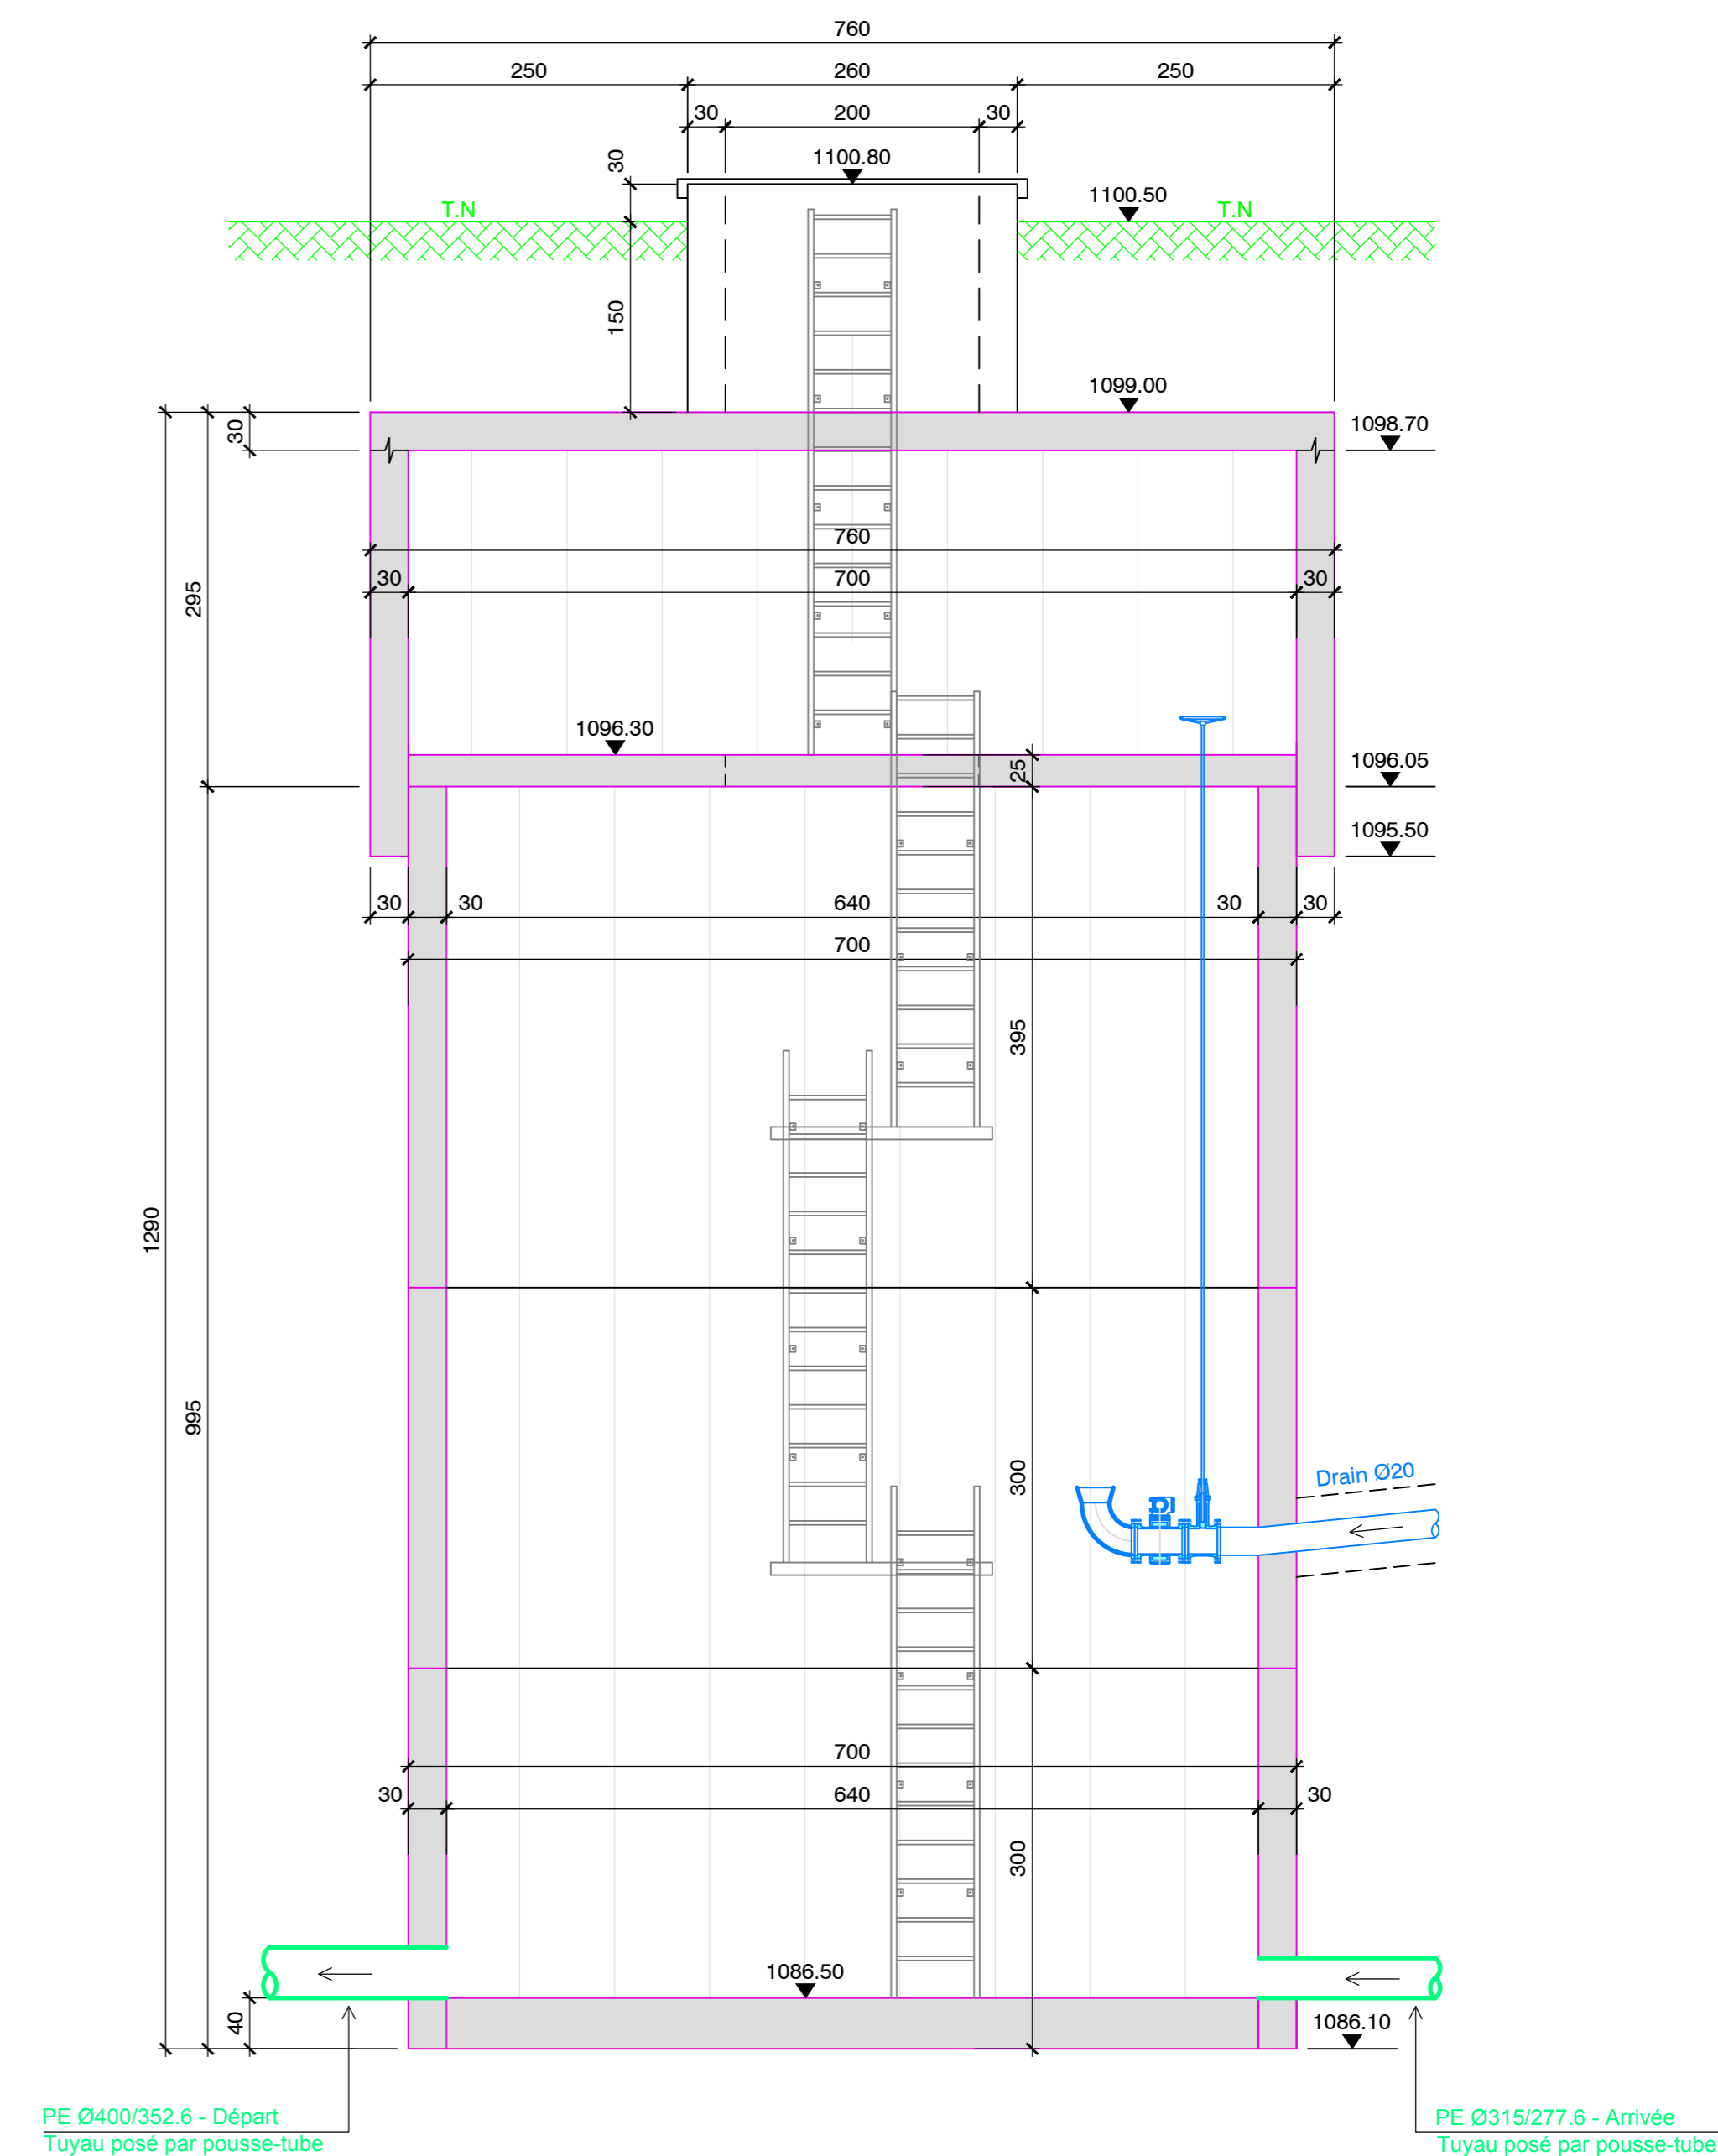 760
250 260 250
30 200 30
30
1100.80
1100.50
T.N T.N
150
1099.00
30
1098.70
295
760
30 700 30
1096.30
25
1096.05
1095.50
30 30 640 30 30
700
395
1290
995
300
Drain Ø20
700
30 640 30
300
1086.50
40
1086.10
PE Ø400/352.6 - Départ
Tuyau posé par pousse-tube
PE Ø315/277.6 - Arrivée
Tuyau posé par pousse-tube